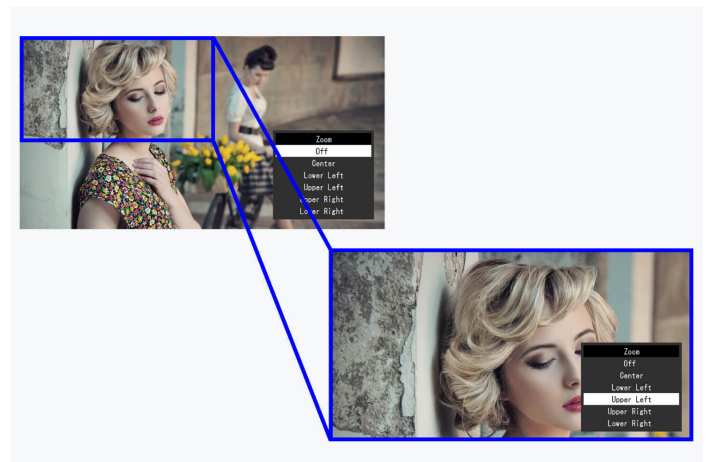 Zoom
Off
Center
Lower Left
Upper Left
Upper Right
Lower Right
Zoom
Off
Center
Lower Left
Upper Left
Upper Right
Lower Right